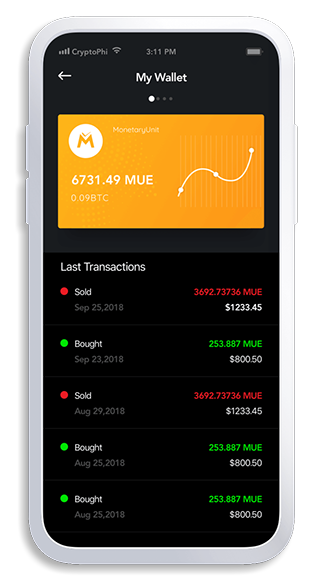 CryptoPhi 3:11 PM
My Wallet
MonetaryUnit
6731.49 MUE
0.09BTC
Last Transactions
Sold 3692.73736 MUE
Sep 25,2018 $1233.45
Bought 253.887 MUE
Sep 23,2018 $800.50
Sold 3692.73736 MUE
Aug 29,2018 $1233.45
Bought 253.887 MUE
Aug 25,2018 $800.50
Bought 253.887 MUE
Aug 25,2018 $800.50